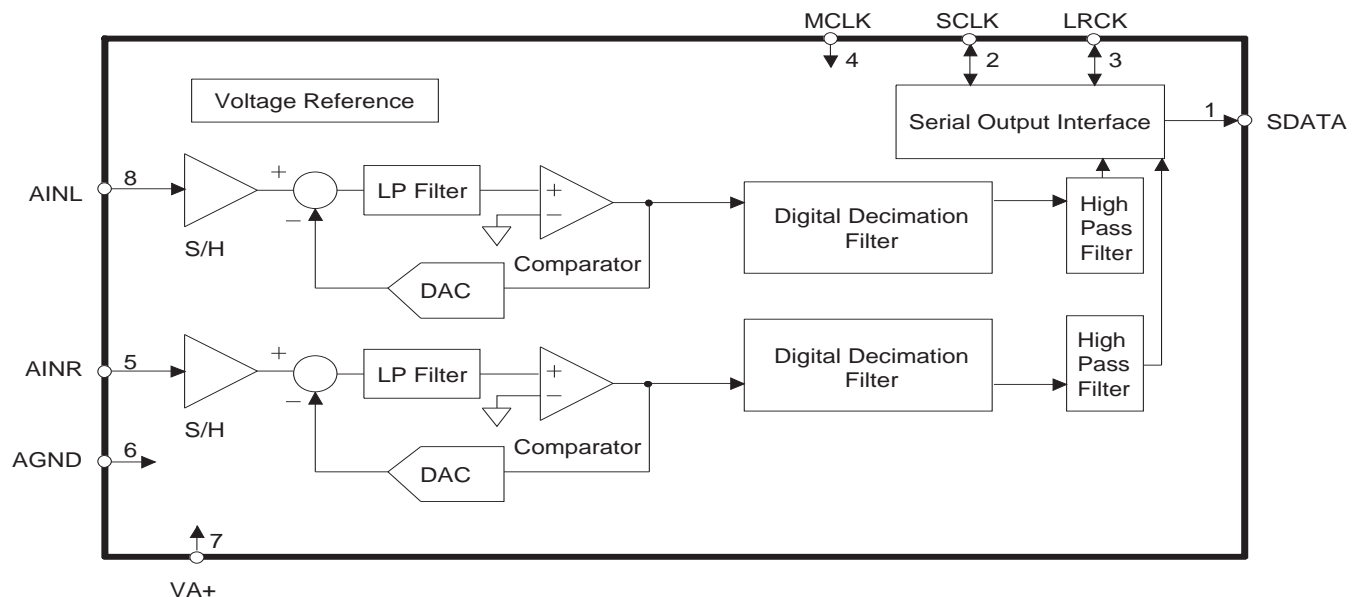 MCLK
SCLK
LRCK
4
2
3
Voltage Reference
Serial Output Interface
1
SDATA
AINL
8
+
−
S/H
LP Filter
+
−
Comparator
DAC
Digital Decimation
Filter
High
Pass
Filter
AINR
5
+
−
S/H
LP Filter
+
−
Comparator
DAC
Digital Decimation
Filter
High
Pass
Filter
AGND
6
7
VA+